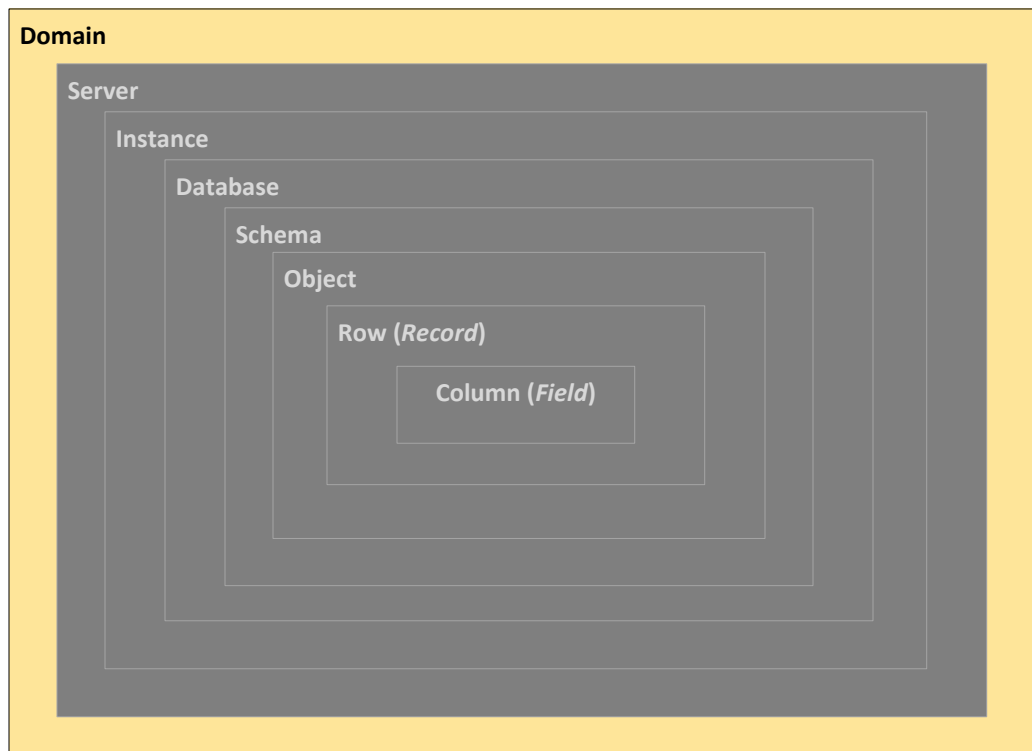 Domain
Server
Instance
Database
Schema
Object
Row (Record)
Column (Field)